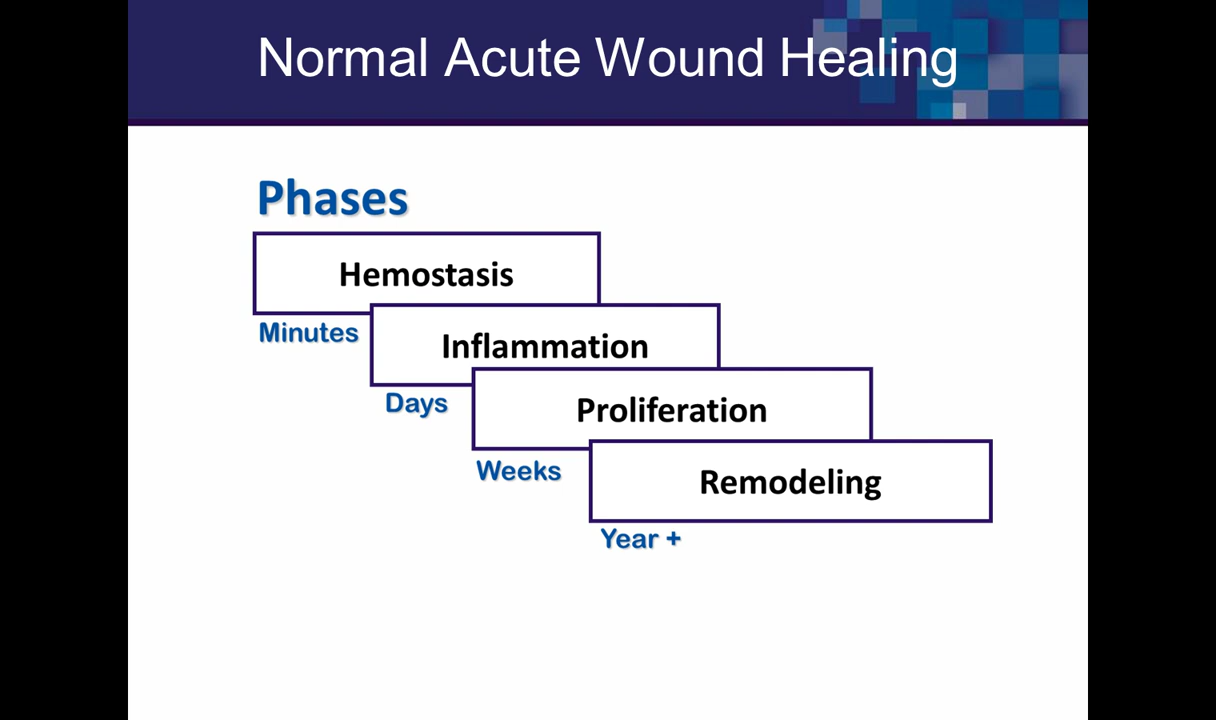 Normal Acute Wound Healing
Phases
Hemostasis
Minutes
Inflammation
Days
Proliferation
Weeks
Remodeling
Year +